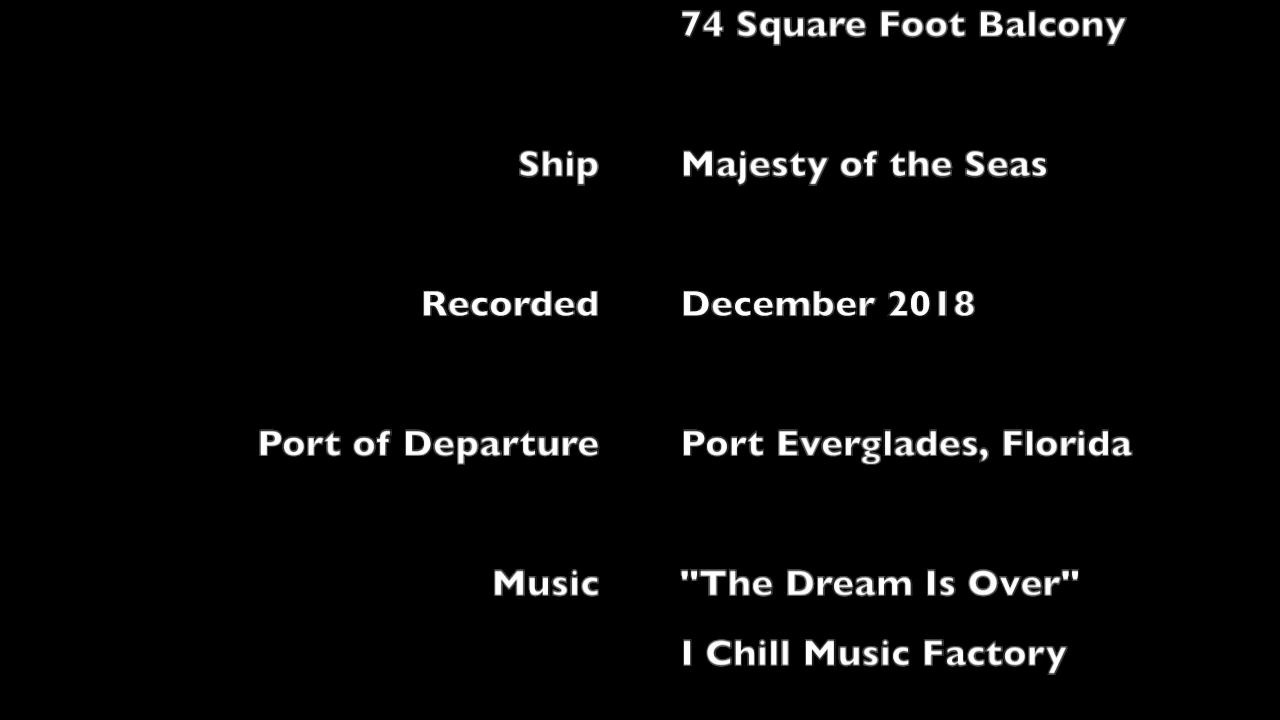 74 Square Foot Balcony
Ship Majesty of the Seas
Recorded December 2018
Port of Departure Port Everglades, Florida
Music "The Dream Is Over"
I Chill Music Factory